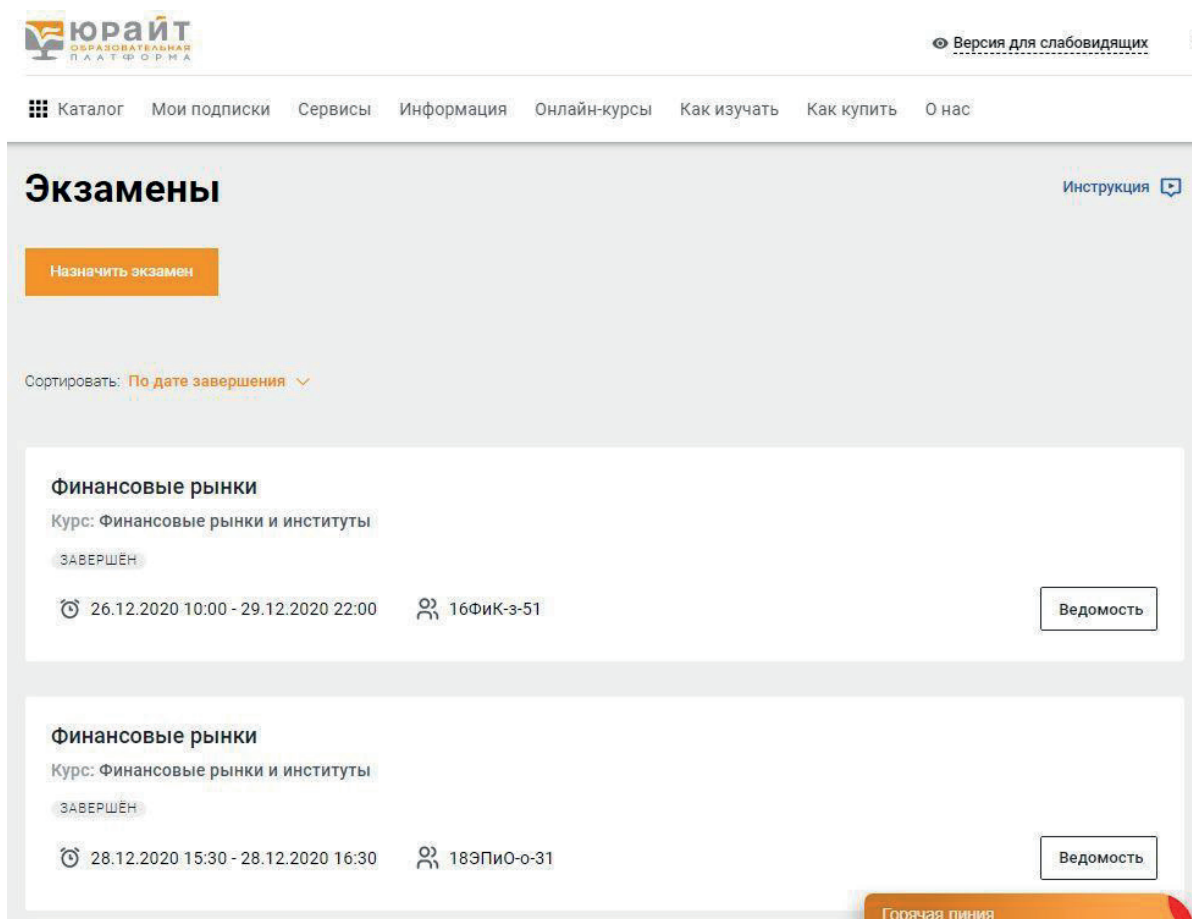 ЮРАЙТ
ОБРАЗОВАТЕЛЬНАЯ
ПЛАТФОРМА
Версия для слабовидящих
Каталог Мои подписки Сервисы Информация Онлайн-курсы Как изучать Как купить О нас
Экзамены
Инструкция
Назначить экзамен
Сортировать: По дате завершения
Финансовые рынки
Курс: Финансовые рынки и институты
ЗАВЕРШЁН
26.12.2020 10:00 - 29.12.2020 22:00 16ФиК-з-51
Ведомость
Финансовые рынки
Курс: Финансовые рынки и институты
ЗАВЕРШЁН
28.12.2020 15:30 - 28.12.2020 16:30 18ЭПиО-о-31
Ведомость
Горячая линия